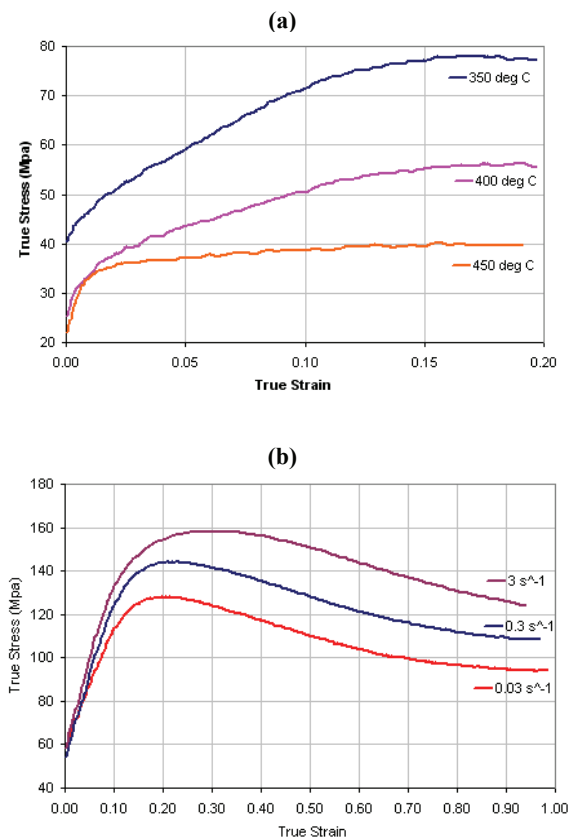 (a)
80
70
60
50
40
30
20
True Stress (Mpa)
350 deg C
400 deg C
450 deg C
0.00 0.05 0.10 0.15 0.20
True Strain
(b)
180
160
140
120
100
80
60
40
True Stress (Mpa)
3 s^-1
0.3 s^-1
0.03 s^-1
0.00 0.10 0.20 0.30 0.40 0.50 0.60 0.70 0.80 0.90 1.00
True Strain